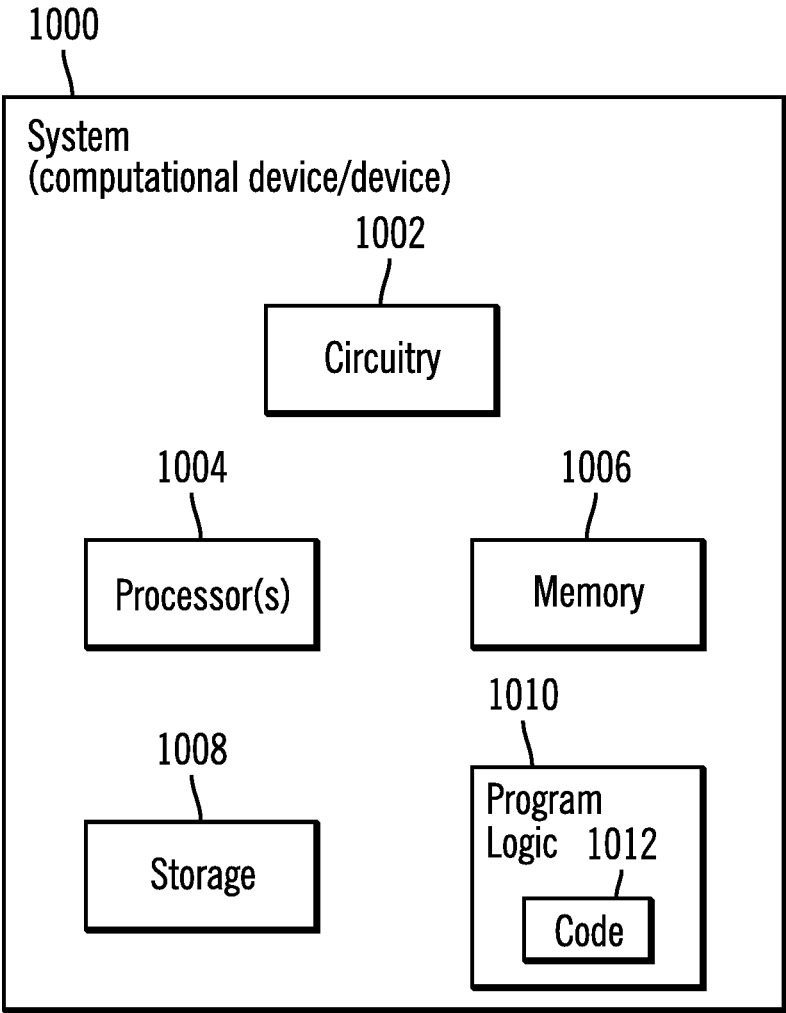 1000
System
(computational device/device)
1002
Circuitry
1004
1006
Processor(s)
Memory
1010
1008
Program
Logic 1012
Storage
Code